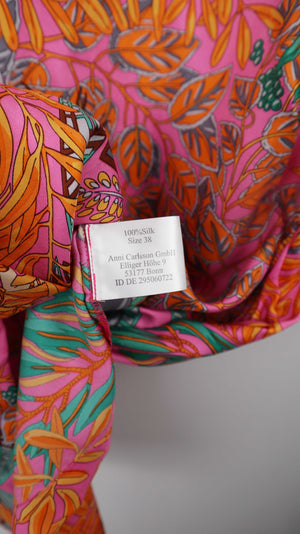 100%Silk
Size 38
Anni Carlsson GmbH
Elliger Höhe 9
53177 Bonn
ID DE 295060722